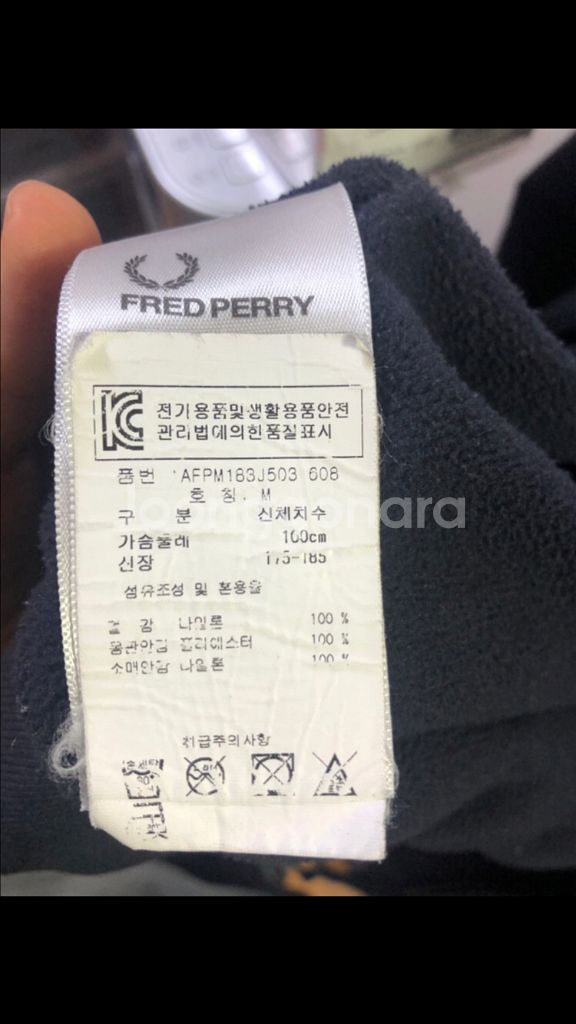 FRED PERRY
전기용품및생활용품안전
관리법에의한품질표시
품번 AFPM183J503 608
호 칭. M
구 분 신체치수
가슴둘레 100cm
신장 175-185
섬유조성 및 혼용율
겉 감 나일론 100 %
몸판안감 폴리에스터 100 %
소매안감 나일론 100 %
취급주의사항
joonggonara